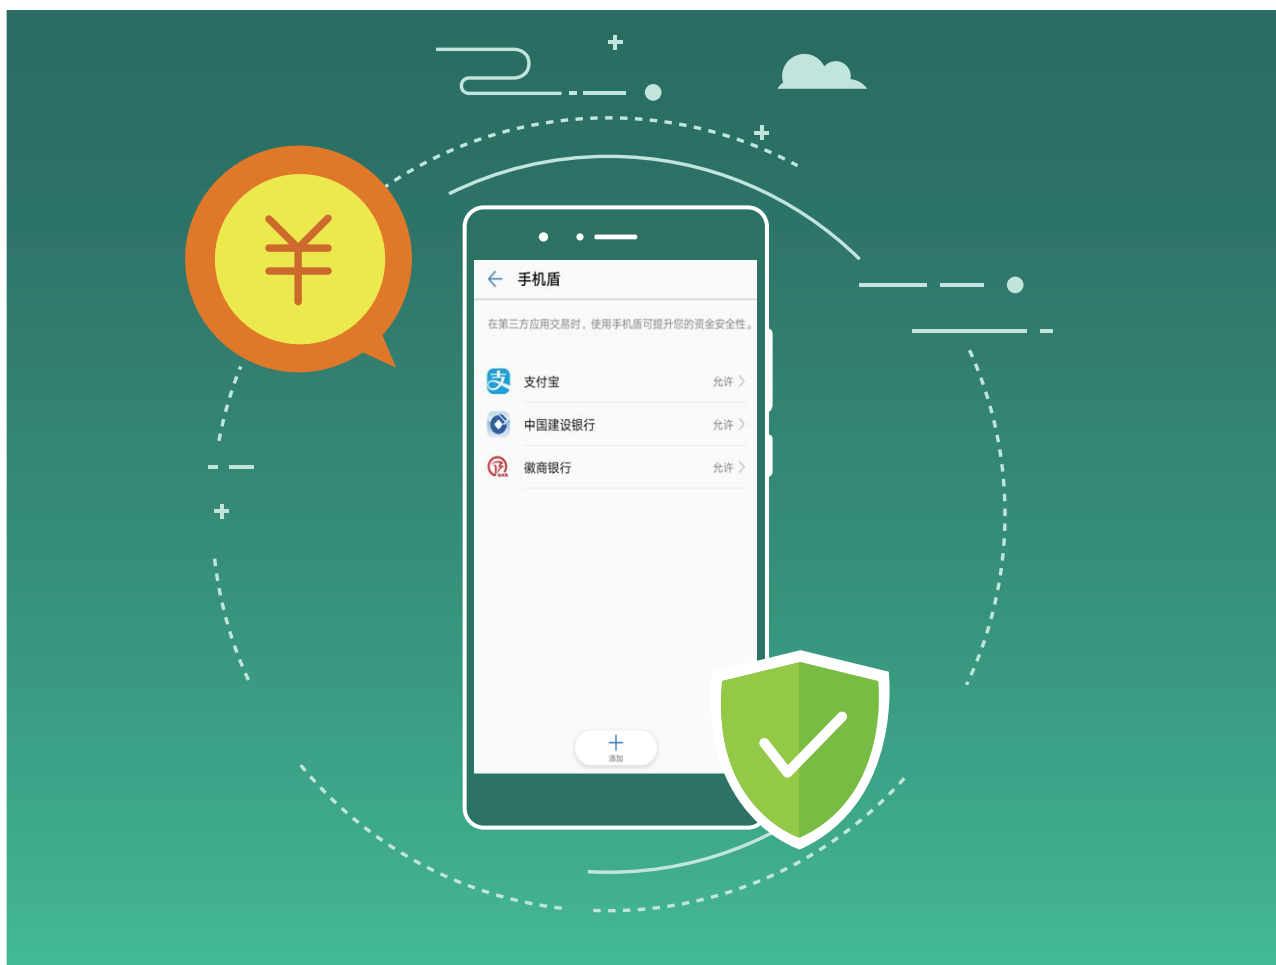 ¥
手机盾
在第三方应用交易时，使用手机盾可提升您的资金安全性。
支 支付宝 允许
中国建设银行 允许
徽商银行 允许
添加